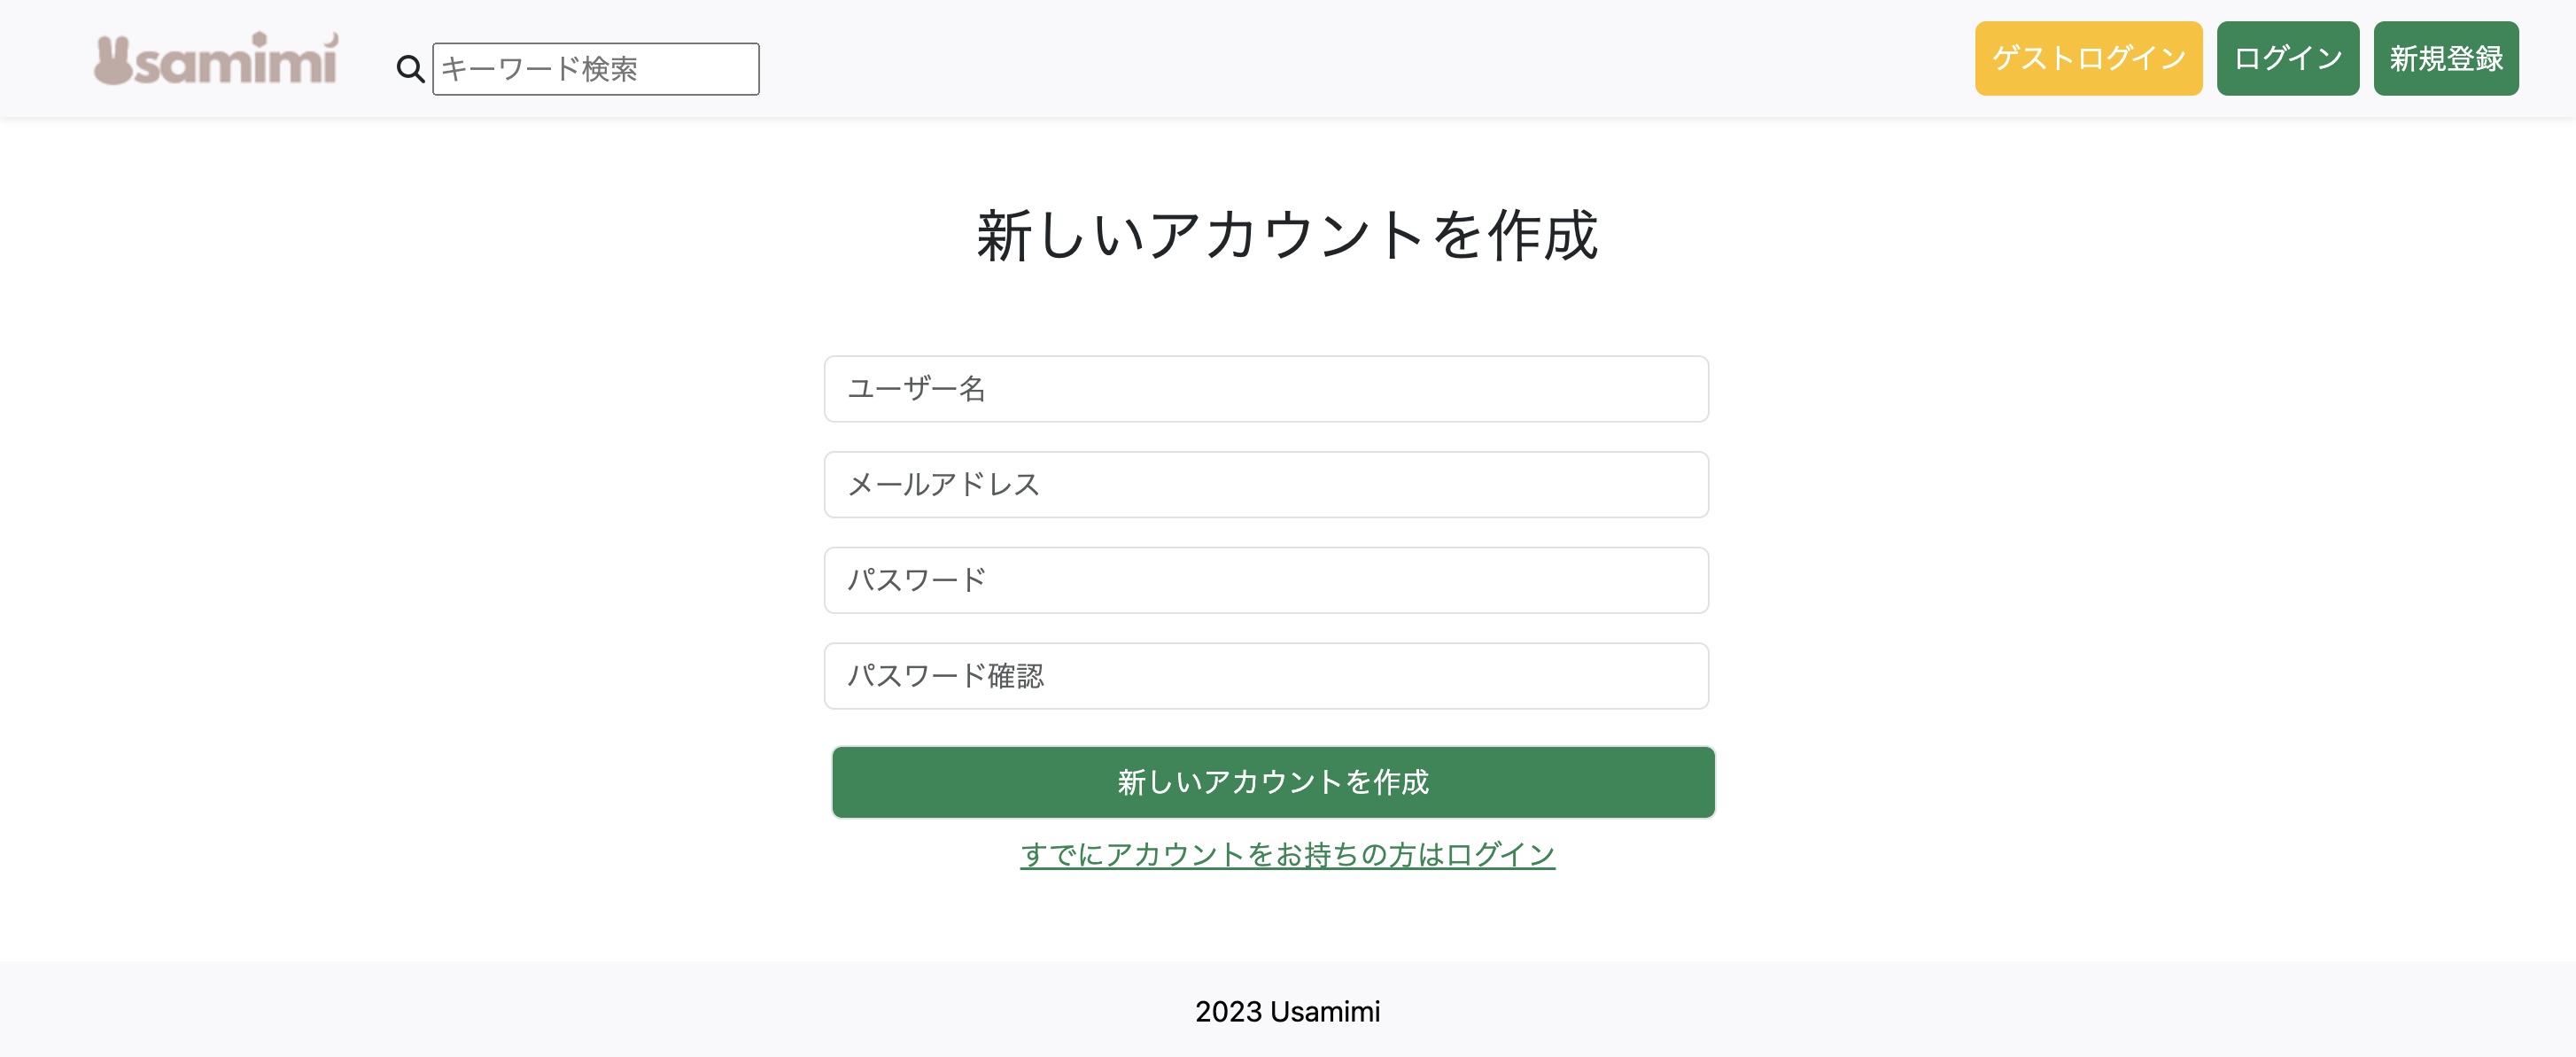 Usamimi
キーワード検索
ゲストログイン
ログイン
新規登録
新しいアカウントを作成
ユーザー名
メールアドレス
パスワード
パスワード確認
新しいアカウントを作成
すでにアカウントをお持ちの方はログイン
2023 Usamimi